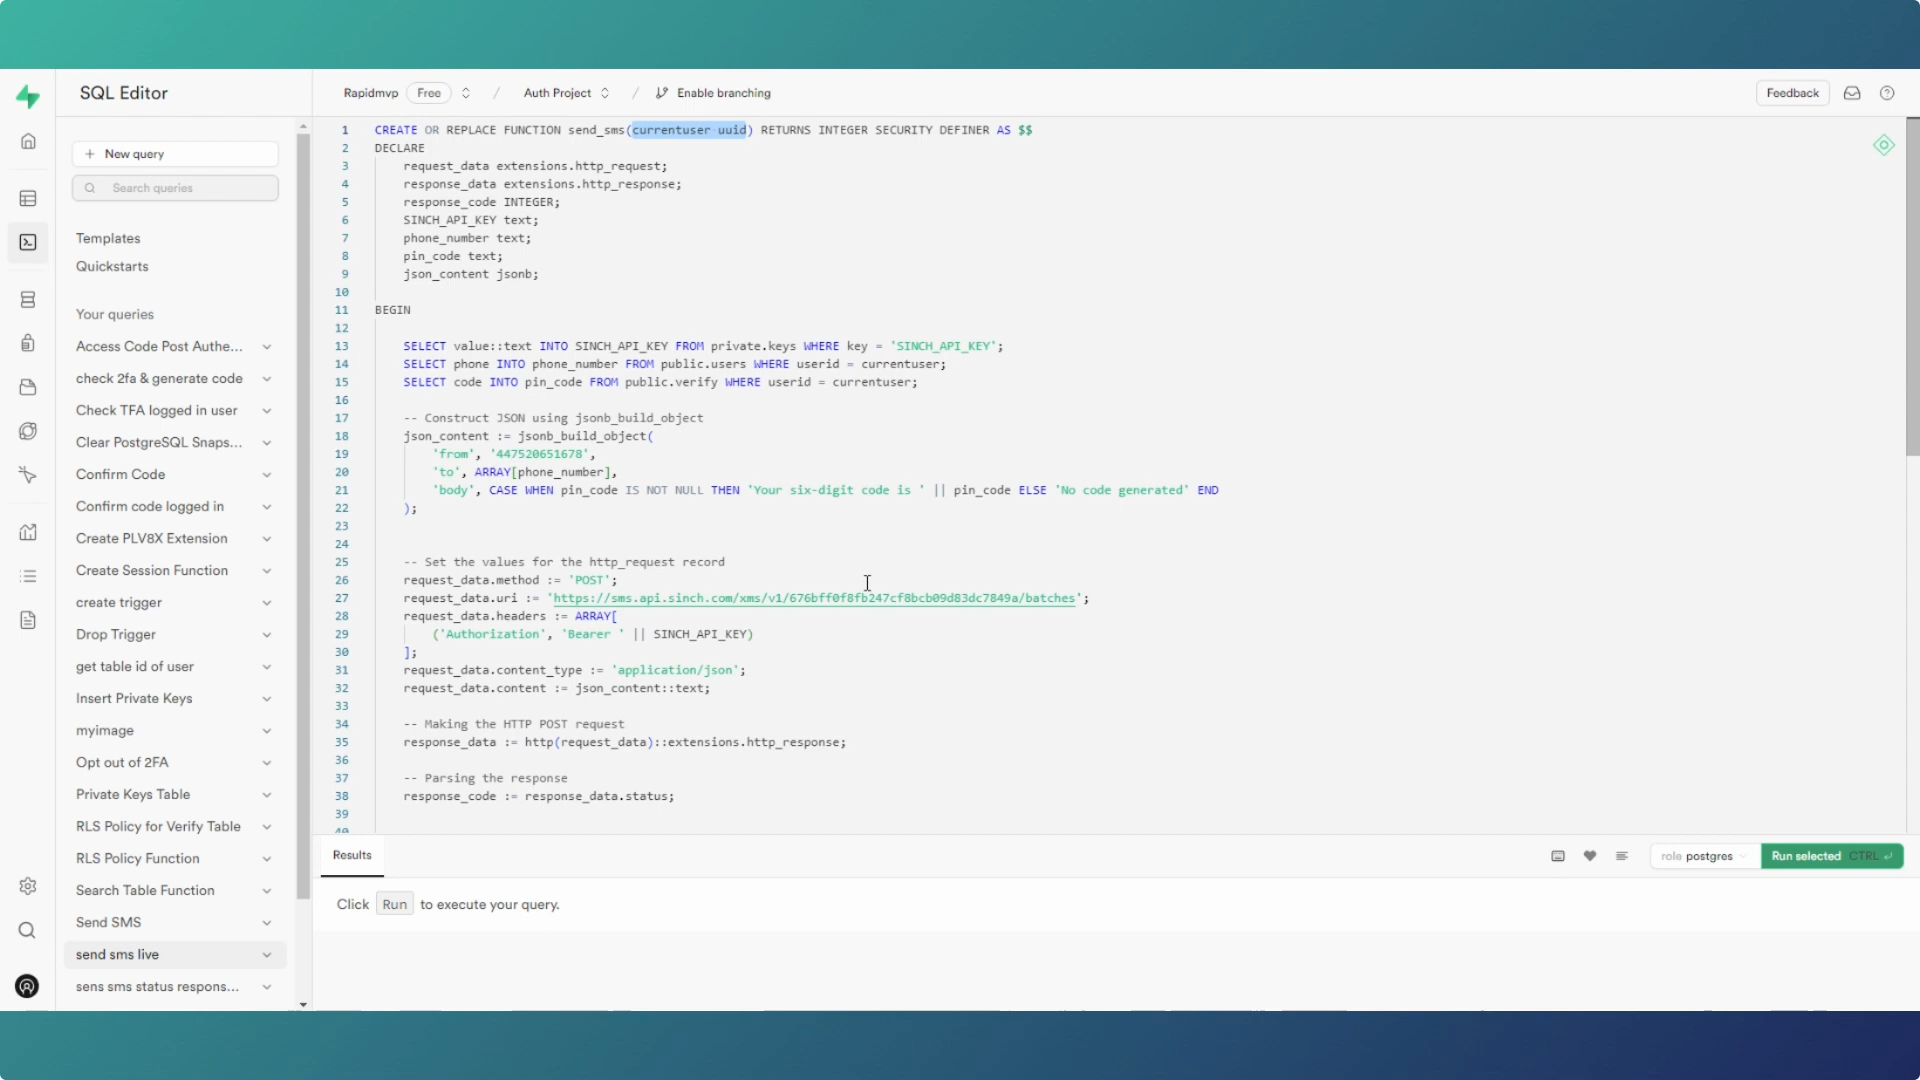 SQL Editor
Rapidmvp Free / Auth Project / Enable branching
Feedback
New query
Search queries
Templates
Quickstarts
Your queries
Access Code Post Authe...
check 2fa & generate code
Check TFA logged in user
Clear PostgreSQL Snaps...
Confirm Code
Confirm code logged in
Create PLV8X Extension
Create Session Function
create trigger
Drop Trigger
get table id of user
Insert Private Keys
myimage
Opt out of 2FA
Private Keys Table
RLS Policy for Verify Table
RLS Policy Function
Search Table Function
Send SMS
send sms live
sens sms status respons...
1 CREATE OR REPLACE FUNCTION send_sms(currentuser uuid) RETURNS INTEGER SECURITY DEFINER AS $$
2 DECLARE
3 request_data extensions.http_request;
4 response_data extensions.http_response;
5 response_code INTEGER;
6 SINCH_API_KEY text;
7 phone_number text;
8 pin_code text;
9 json_content jsonb;
10
11 BEGIN
12
13 SELECT value::text INTO SINCH_API_KEY FROM private.keys WHERE key = 'SINCH_API_KEY';
14 SELECT phone INTO phone_number FROM public.users WHERE userid = currentuser;
15 SELECT code INTO pin_code FROM public.verify WHERE userid = currentuser;
16
17 -- Construct JSON using jsonb_build_object
18 json_content := jsonb_build_object(
19 'from', '447520651678',
20 'to', ARRAY[phone_number],
21 'body', CASE WHEN pin_code IS NOT NULL THEN 'Your six-digit code is ' || pin_code ELSE 'No code generated' END
22 );
23
24
25 -- Set the values for the http_request record
26 request_data.method := 'POST';
27 request_data.uri := 'https://sms.api.sinch.com/xms/v1/676bff0f8fb247cf8bcb09d83dc7849a/batches';
28 request_data.headers := ARRAY[
29 ('Authorization', 'Bearer ' || SINCH_API_KEY)
30 ];
31 request_data.content_type := 'application/json';
32 request_data.content := json_content::text;
33
34 -- Making the HTTP POST request
35 response_data := http(request_data)::extensions.http_response;
36
37 -- Parsing the response
38 response_code := response_data.status;
39
40
Results
role postgres
Run selected CTRL ↵
Click Run to execute your query.